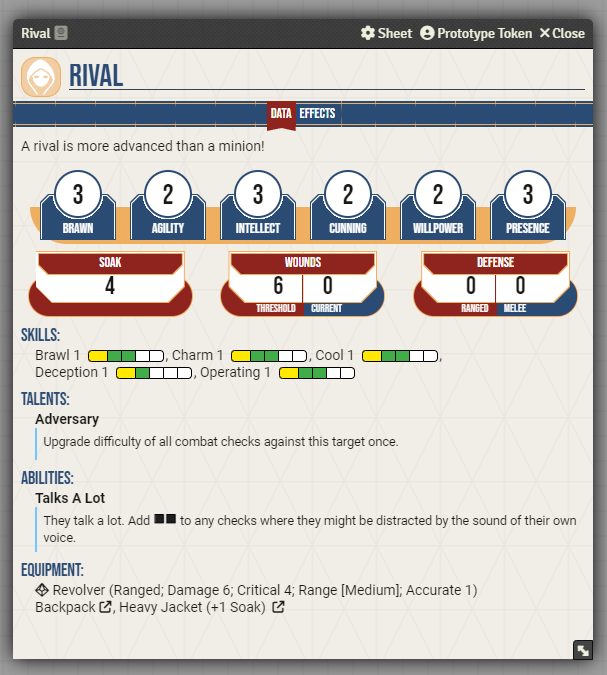 Rival
Sheet
Prototype Token
Close
RIVAL
DATA
EFFECTS
A rival is more advanced than a minion!
3 2 3 2 2 3
BRAWN AGILITY INTELLECT CUNNING WILLPOWER PRESENCE
SOAK WOUNDS DEFENSE
4 6 0 0 0
THRESHOLD CURRENT RANGED MELEE
SKILLS:
Brawl 1 , Charm 1 , Cool 1 ,
Deception 1 , Operating 1
TALENTS:
Adversary
Upgrade difficulty of all combat checks against this target once.
ABILITIES:
Talks A Lot
They talk a lot. Add ■■ to any checks where they might be distracted by the sound of their own
voice.
EQUIPMENT:
Revolver (Ranged; Damage 6; Critical 4; Range [Medium]; Accurate 1)
Backpack , Heavy Jacket (+1 Soak)